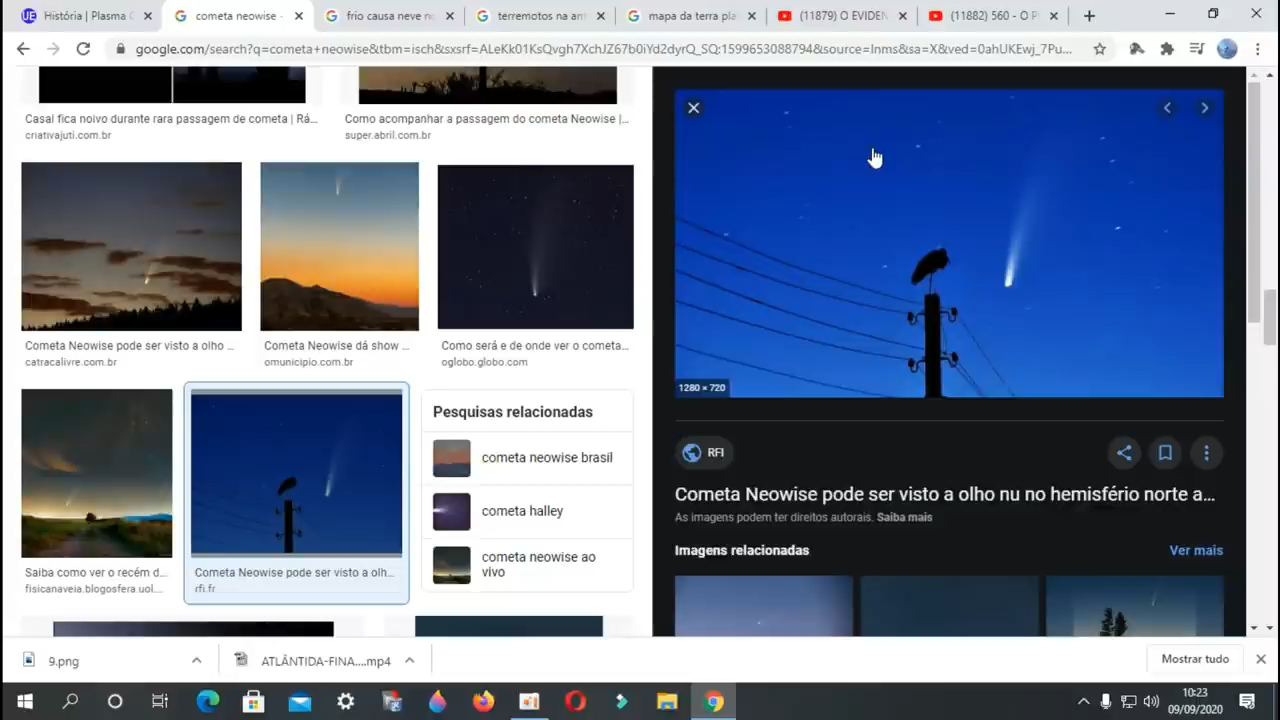 História | Plasma C
cometa neowise -
frio causa neve no
terremotos na am
mapa da terra pla
(11879) O EVIDEN
(11882) 560 - O P
google.com/search?q=cometa+neowise&tbm=isch&sxsrf=ALeKk01KsQvgh7XchJZ67b0iYd2dyrQ_SQ:1599653088794&source=lnms&sa=X&ved=0ahUKEwj_7Pu...
Casal fica noivo durante rara passagem de cometa | Rá...
criativajuti.com.br
Como acompanhar a passagem do cometa Neowise |...
super.abril.com.br
Cometa Neowise pode ser visto a olho ...
catracalivre.com.br
Cometa Neowise dá show ...
omunicipio.com.br
Como será e de onde ver o cometa...
oglobo.globo.com
Saiba como ver o recém d...
fisicanaveia.blogosfera.uol....
Cometa Neowise pode ser visto a olh...
rfi.fr
Pesquisas relacionadas
cometa neowise brasil
cometa halley
cometa neowise ao
vivo
1280 × 720
RFI
Cometa Neowise pode ser visto a olho nu no hemisfério norte a...
As imagens podem ter direitos autorais. Saiba mais
Imagens relacionadas
Ver mais
9.png
ATLÂNTIDA-FINA....mp4
Mostrar tudo
10:23
09/09/2020